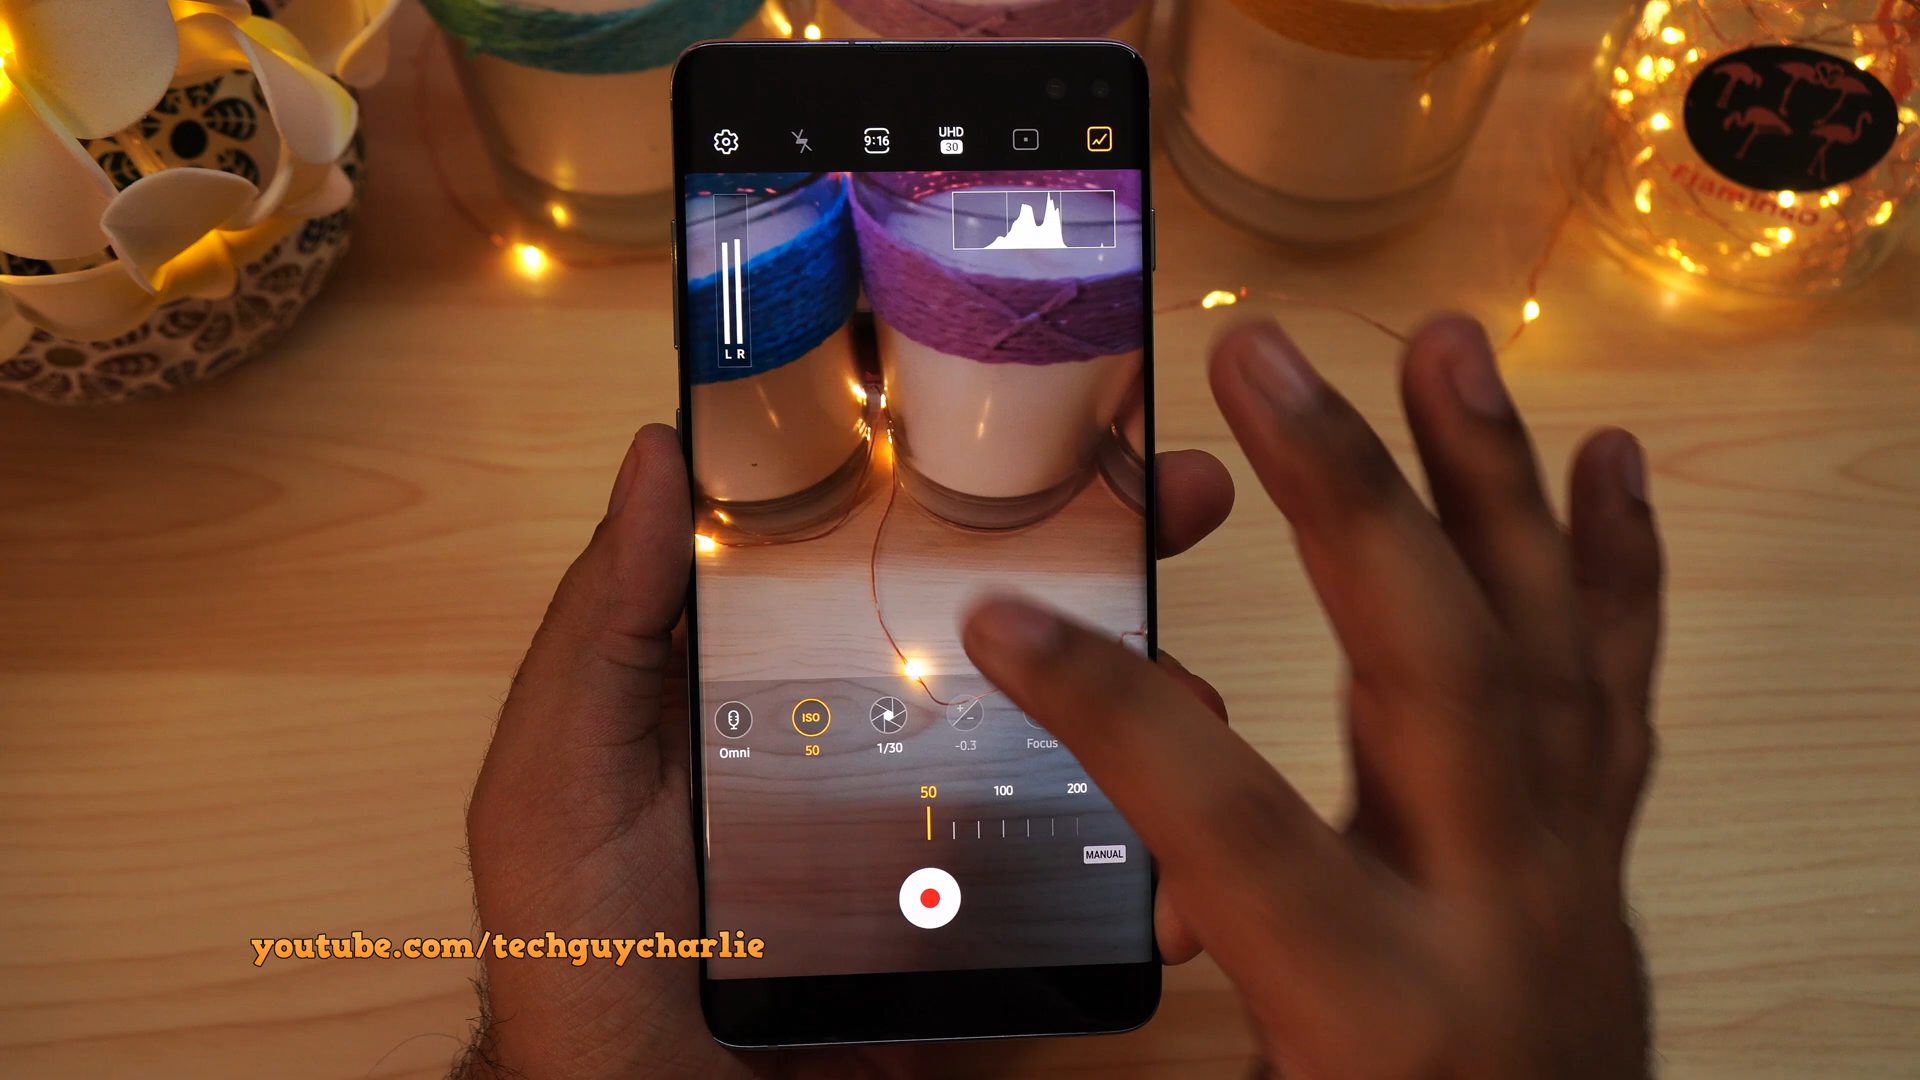 UHD
9:16
30
L R
Flamingo
ISO
Omni
50
1/30
-0.3
Focus
50
100
200
MANUAL
youtube.com/techguycharlie